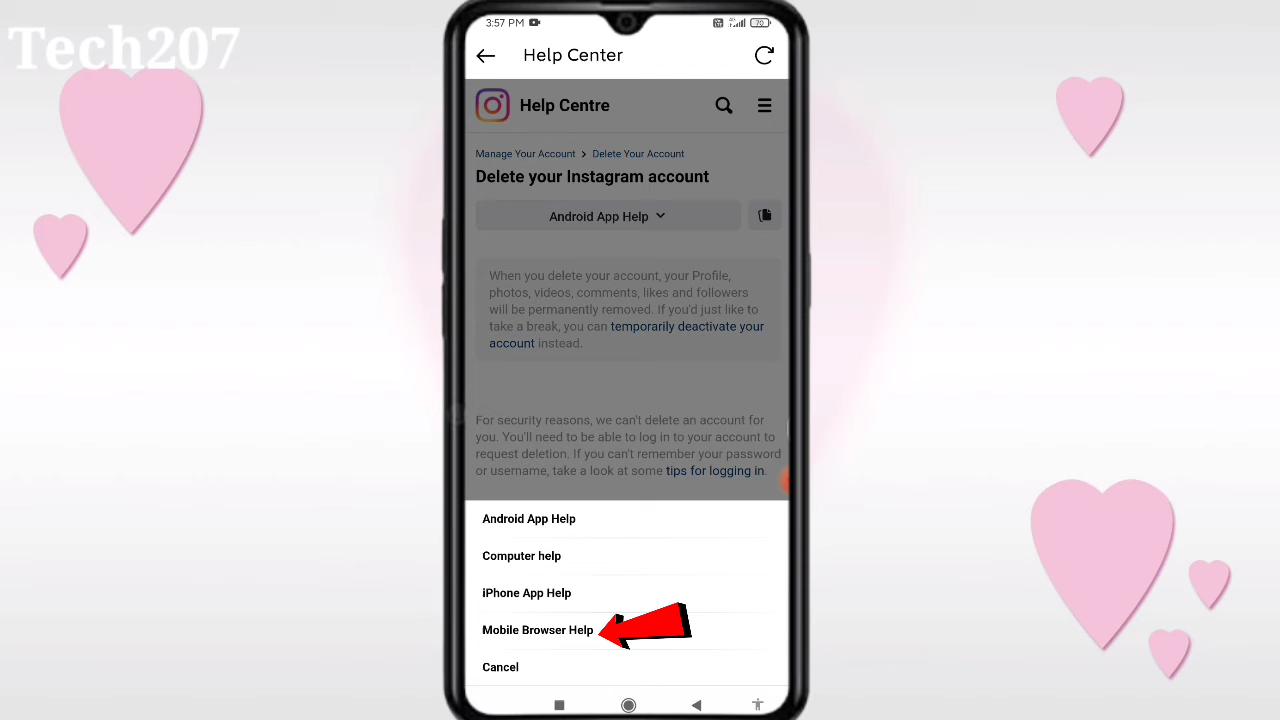 Tech207
3:57 PM
4G
70
Help Center
Help Centre
Manage Your Account > Delete Your Account
Delete your Instagram account
Android App Help
When you delete your account, your Profile,
photos, videos, comments, likes and followers
will be permanently removed. If you'd just like to
take a break, you can temporarily deactivate your
account instead.
For security reasons, we can't delete an account for
you. You'll need to be able to log in to your account to
request deletion. If you can't remember your password
or username, take a look at some tips for logging in.
Android App Help
Computer help
iPhone App Help
Mobile Browser Help
Cancel